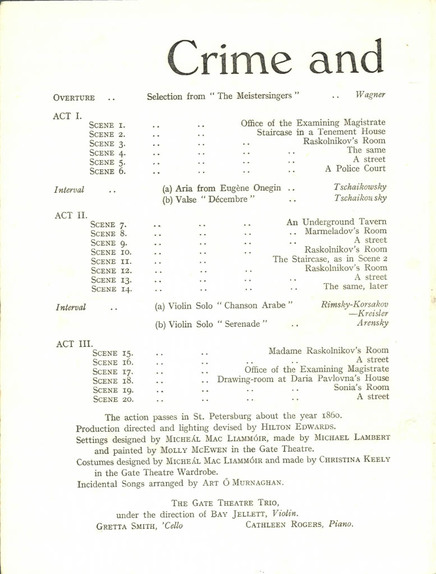 Crime and
OVERTURE .. Selection from " The Meistersingers " .. Wagner
ACT I.
SCENE 1. .. .. Office of the Examining Magistrate
SCENE 2. .. .. Staircase in a Tenement House
SCENE 3. .. .. .. Raskolnikov's Room
SCENE 4. .. .. .. The same
SCENE 5. .. .. .. A street
SCENE 6. .. .. .. A Police Court
Interval .. (a) Aria from Eugène Onegin .. Tschaikowsky
(b) Valse " Décembre " .. Tschaikousky
ACT II.
SCENE 7. .. .. .. An Underground Tavern
SCENE 8. .. .. .. .. Marmeladov's Room
SCENE 9. .. .. .. .. A street
SCENE 10. .. .. .. Raskolnikov's Room
SCENE 11. .. .. The Staircase, as in Scene 2
SCENE 12. .. .. .. Raskolnikov's Room
SCENE 13. .. .. .. .. A street
SCENE 14. .. .. .. .. The same, later
Interval .. (a) Violin Solo " Chanson Arabe " Rimsky-Korsakov
—Kreisler
(b) Violin Solo " Serenade " .. Arensky
ACT III.
SCENE 15. .. .. Madame Raskolnikov's Room
SCENE 16. .. .. .. .. A street
SCENE 17. .. .. Office of the Examining Magistrate
SCENE 18. .. .. Drawing-room at Daria Pavlovna's House
SCENE 19. .. .. .. .. Sonia's Room
SCENE 20. .. .. .. .. A street
The action passes in St. Petersburg about the year 1860.
Production directed and lighting devised by HILTON EDWARDS.
Settings designed by MICHEÁL MAC LIAMMÓIR, made by MICHAEL LAMBERT
and painted by MOLLY MCEWEN in the Gate Theatre.
Costumes designed by MICHEÁL MAC LIAMMÓIR and made by CHRISTINA KEELY
in the Gate Theatre Wardrobe.
Incidental Songs arranged by ART Ó MURNAGHAN.
THE GATE THEATRE TRIO,
under the direction of BAY JELLETT, Violin.
GRETTA SMITH, 'Cello CATHLEEN ROGERS, Piano.